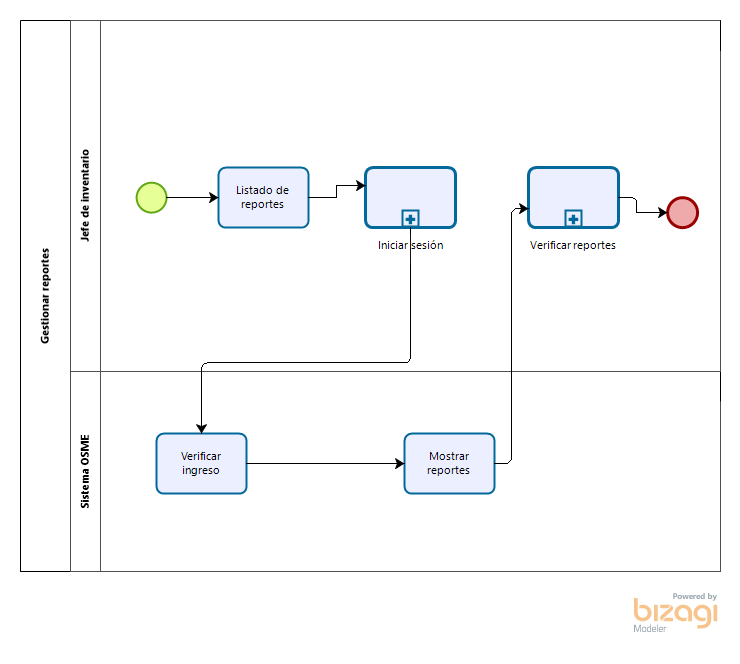 Gestionar reportes
Jefe de inventario
Listado de
reportes
Iniciar sesión
Verificar reportes
Sistema OSME
Verificar
ingreso
Mostrar
reportes
Powered by
bizagi
Modeler